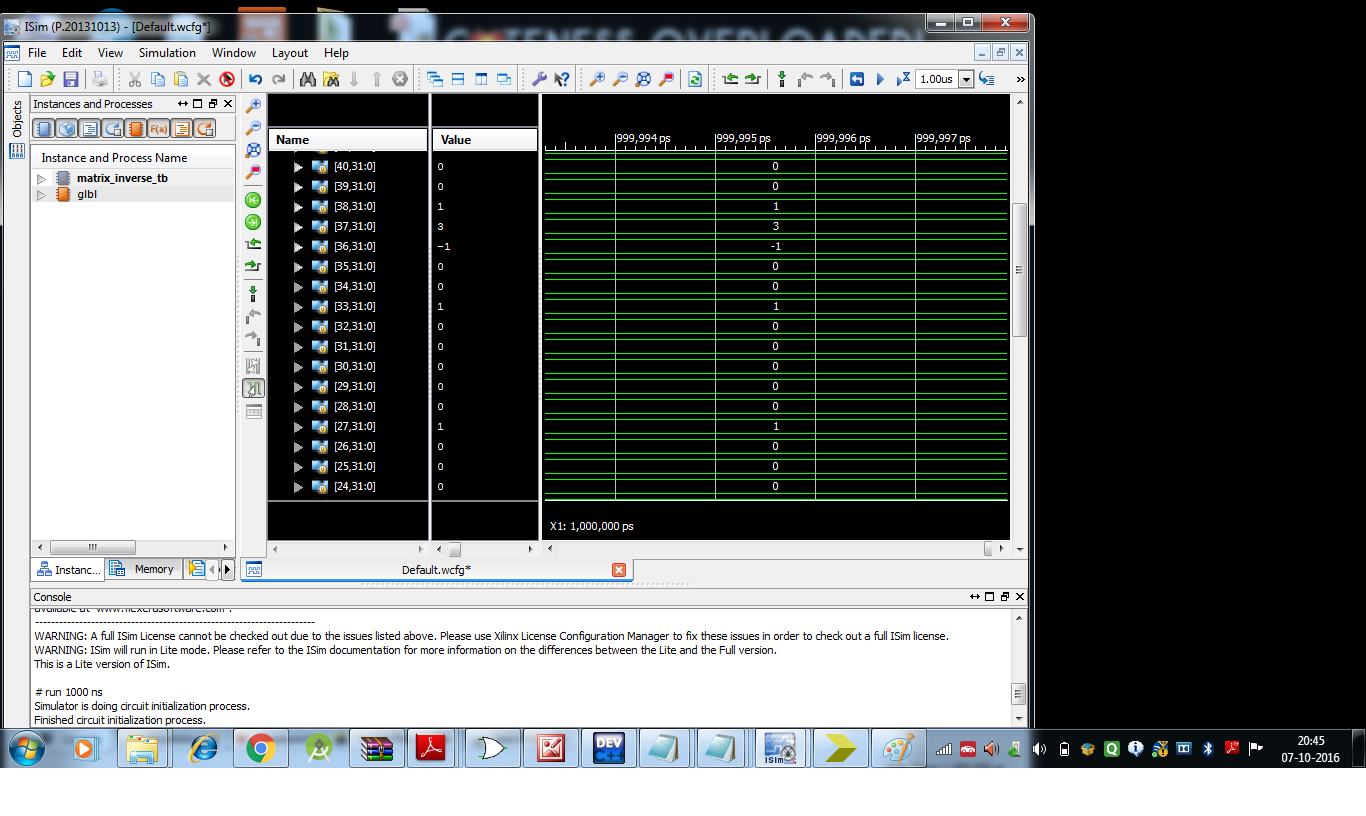 ISim (P.20131013) - [Default.wcfg*]
File Edit View Simulation Window Layout Help
1.00us
»
Objects
Instances and Processes
Instance and Process Name
matrix_inverse_tb
glbl
Name Value
999,994 ps 999,995 ps 999,996 ps 999,997 ps
[40,31:0] 0 0
[39,31:0] 0 0
[38,31:0] 1 1
[37,31:0] 3 3
[36,31:0] -1 -1
[35,31:0] 0 0
[34,31:0] 0 0
[33,31:0] 1 1
[32,31:0] 0 0
[31,31:0] 0 0
[30,31:0] 0 0
[29,31:0] 0 0
[28,31:0] 0 0
[27,31:0] 1 1
[26,31:0] 0 0
[25,31:0] 0 0
[24,31:0] 0 0
X1: 1,000,000 ps
Instanc... Memory
Default.wcfg*
Console
available at "www.flexerasoftware.com".
----------------------------------------------------------------------
WARNING: A full ISim License cannot be checked out due to the issues listed above. Please use Xilinx License Configuration Manager to fix these issues in order to check out a full ISim license.
WARNING: ISim will run in Lite mode. Please refer to the ISim documentation for more information on the differences between the Lite and the Full version.
This is a Lite version of ISim.
# run 1000 ns
Simulator is doing circuit initialization process.
Finished circuit initialization process.
DEV
C++
ISim
20:45
07-10-2016